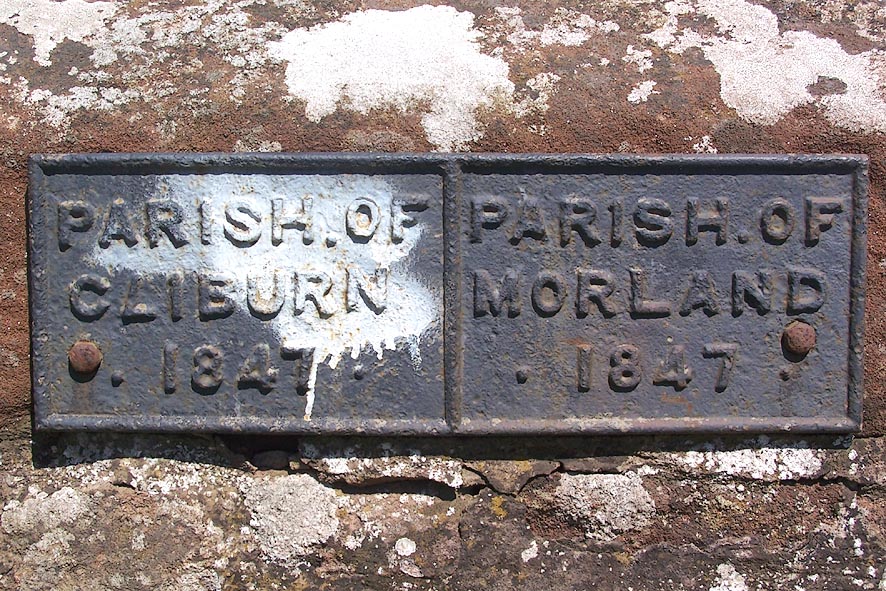 PARISH.OF
CLIBURN
. 1847 .
PARISH.OF
MORLAND
. 1847 .